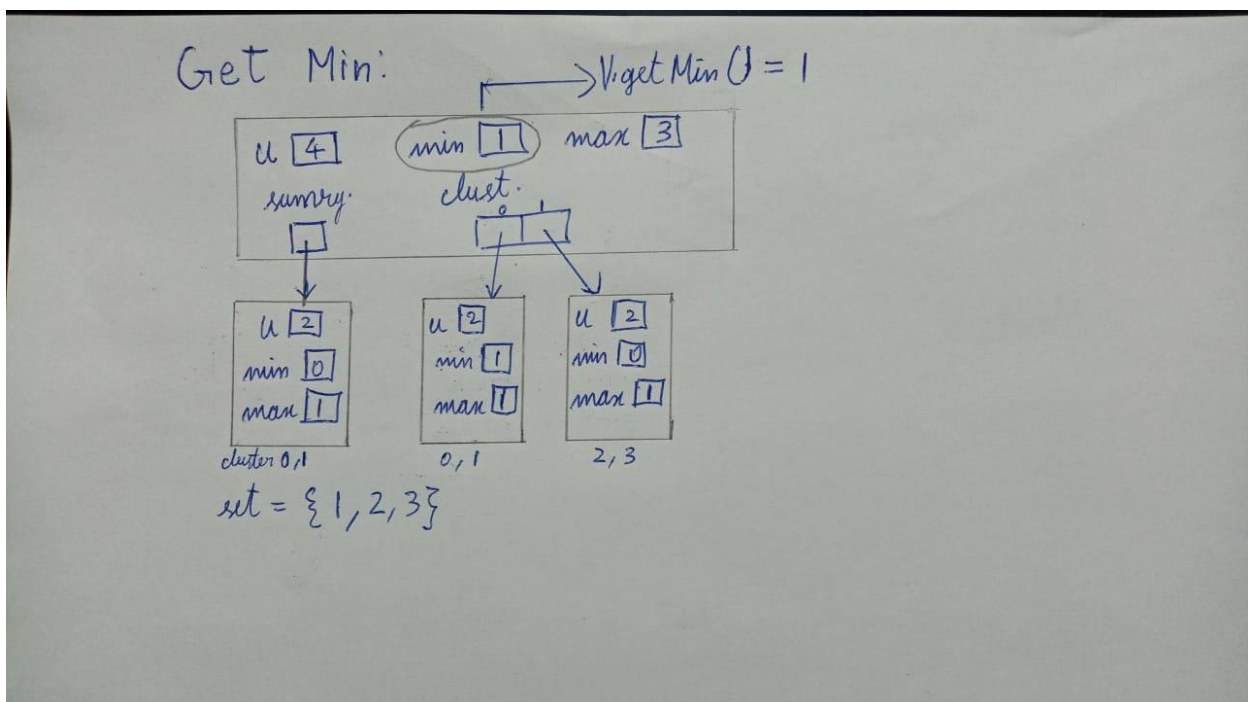 Get Min:
V.getMin() = 1
u 4 min 1 max 3
sumry. clust.
0 1
u 2 u 2 u 2
min 0 min 1 min 0
max 1 max 1 max 1
cluster 0,1 0,1 2,3
set = {1,2,3}